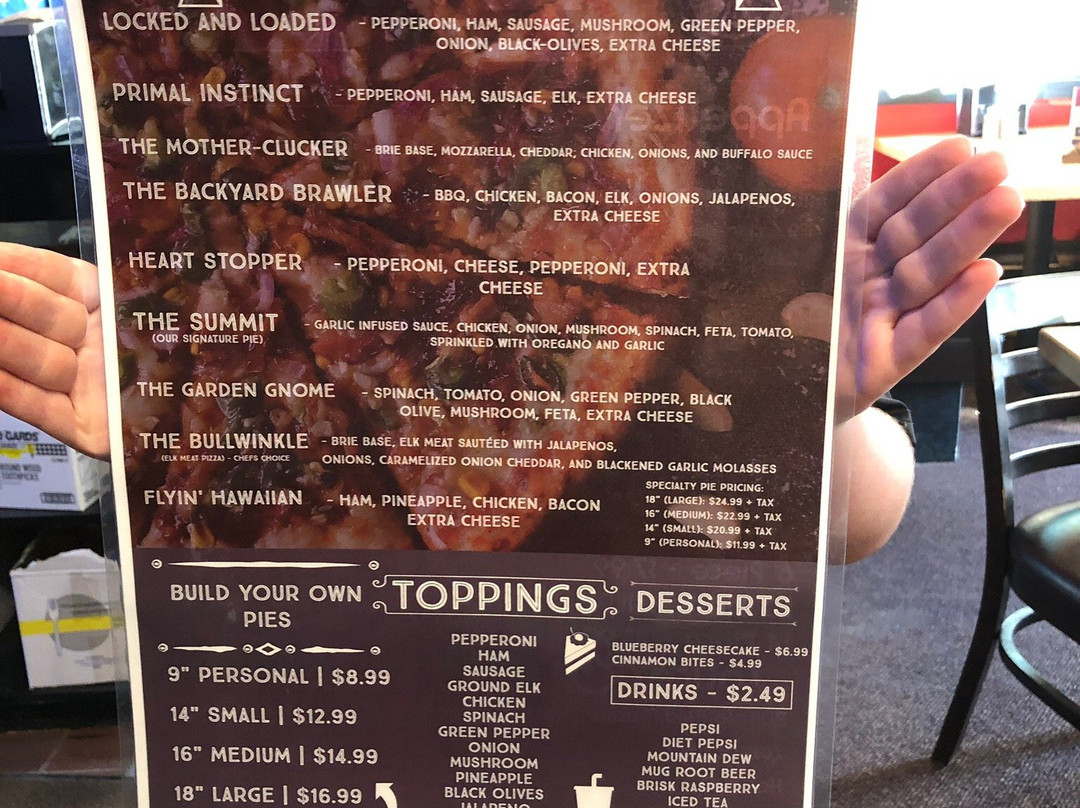 LOCKED AND LOADED - PEPPERONI, HAM, SAUSAGE, MUSHROOM, GREEN PEPPER,
ONION, BLACK-OLIVES, EXTRA CHEESE
PRIMAL INSTINCT - PEPPERONI, HAM, SAUSAGE, ELK, EXTRA CHEESE
THE MOTHER-CLUCKER - BRIE BASE, MOZZARELLA, CHEDDAR, CHICKEN, ONIONS, AND BUFFALO SAUCE
THE BACKYARD BRAWLER - BBQ, CHICKEN, BACON, ELK, ONIONS, JALAPENOS,
EXTRA CHEESE
HEART STOPPER - PEPPERONI, CHEESE, PEPPERONI, EXTRA
CHEESE
THE SUMMIT - GARLIC INFUSED SAUCE, CHICKEN, ONION, MUSHROOM, SPINACH, FETA, TOMATO,
(OUR SIGNATURE PIE) SPRINKLED WITH OREGANO AND GARLIC
THE GARDEN GNOME - SPINACH, TOMATO, ONION, GREEN PEPPER, BLACK
OLIVE, MUSHROOM, FETA, EXTRA CHEESE
THE BULLWINKLE - BRIE BASE, ELK MEAT SAUTÉED WITH JALAPENOS,
(ELK MEAT PIZZA) - CHEFS CHOICE ONIONS, CARAMELIZED ONION CHEDDAR, AND BLACKENED GARLIC MOLASSES
FLYIN' HAWAIIAN - HAM, PINEAPPLE, CHICKEN, BACON
EXTRA CHEESE
SPECIALTY PIE PRICING:
18" (LARGE): $24.99 + TAX
16" (MEDIUM): $22.99 + TAX
14" (SMALL): $20.99 + TAX
9" (PERSONAL): $11.99 + TAX
BUILD YOUR OWN
PIES
9" PERSONAL | $8.99
14" SMALL | $12.99
16" MEDIUM | $14.99
18" LARGE | $16.99
TOPPINGS
PEPPERONI
HAM
SAUSAGE
GROUND ELK
CHICKEN
SPINACH
GREEN PEPPER
ONION
MUSHROOM
PINEAPPLE
BLACK OLIVES
JALAPENO
DESSERTS
BLUEBERRY CHEESECAKE - $6.99
CINNAMON BITES - $4.99
DRINKS - $2.49
PEPSI
DIET PEPSI
MOUNTAIN DEW
MUG ROOT BEER
BRISK RASPBERRY
ICED TEA